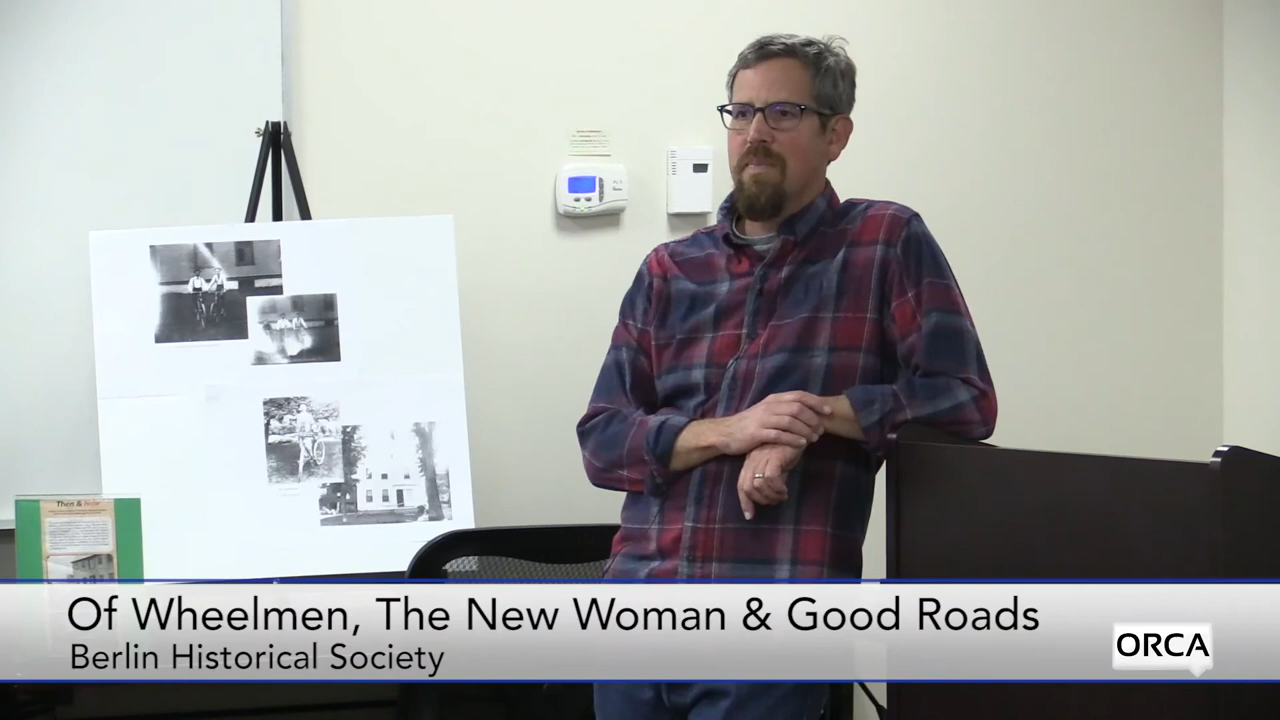 Then & Now
Of Wheelmen, The New Woman & Good Roads
Berlin Historical Society
ORCA